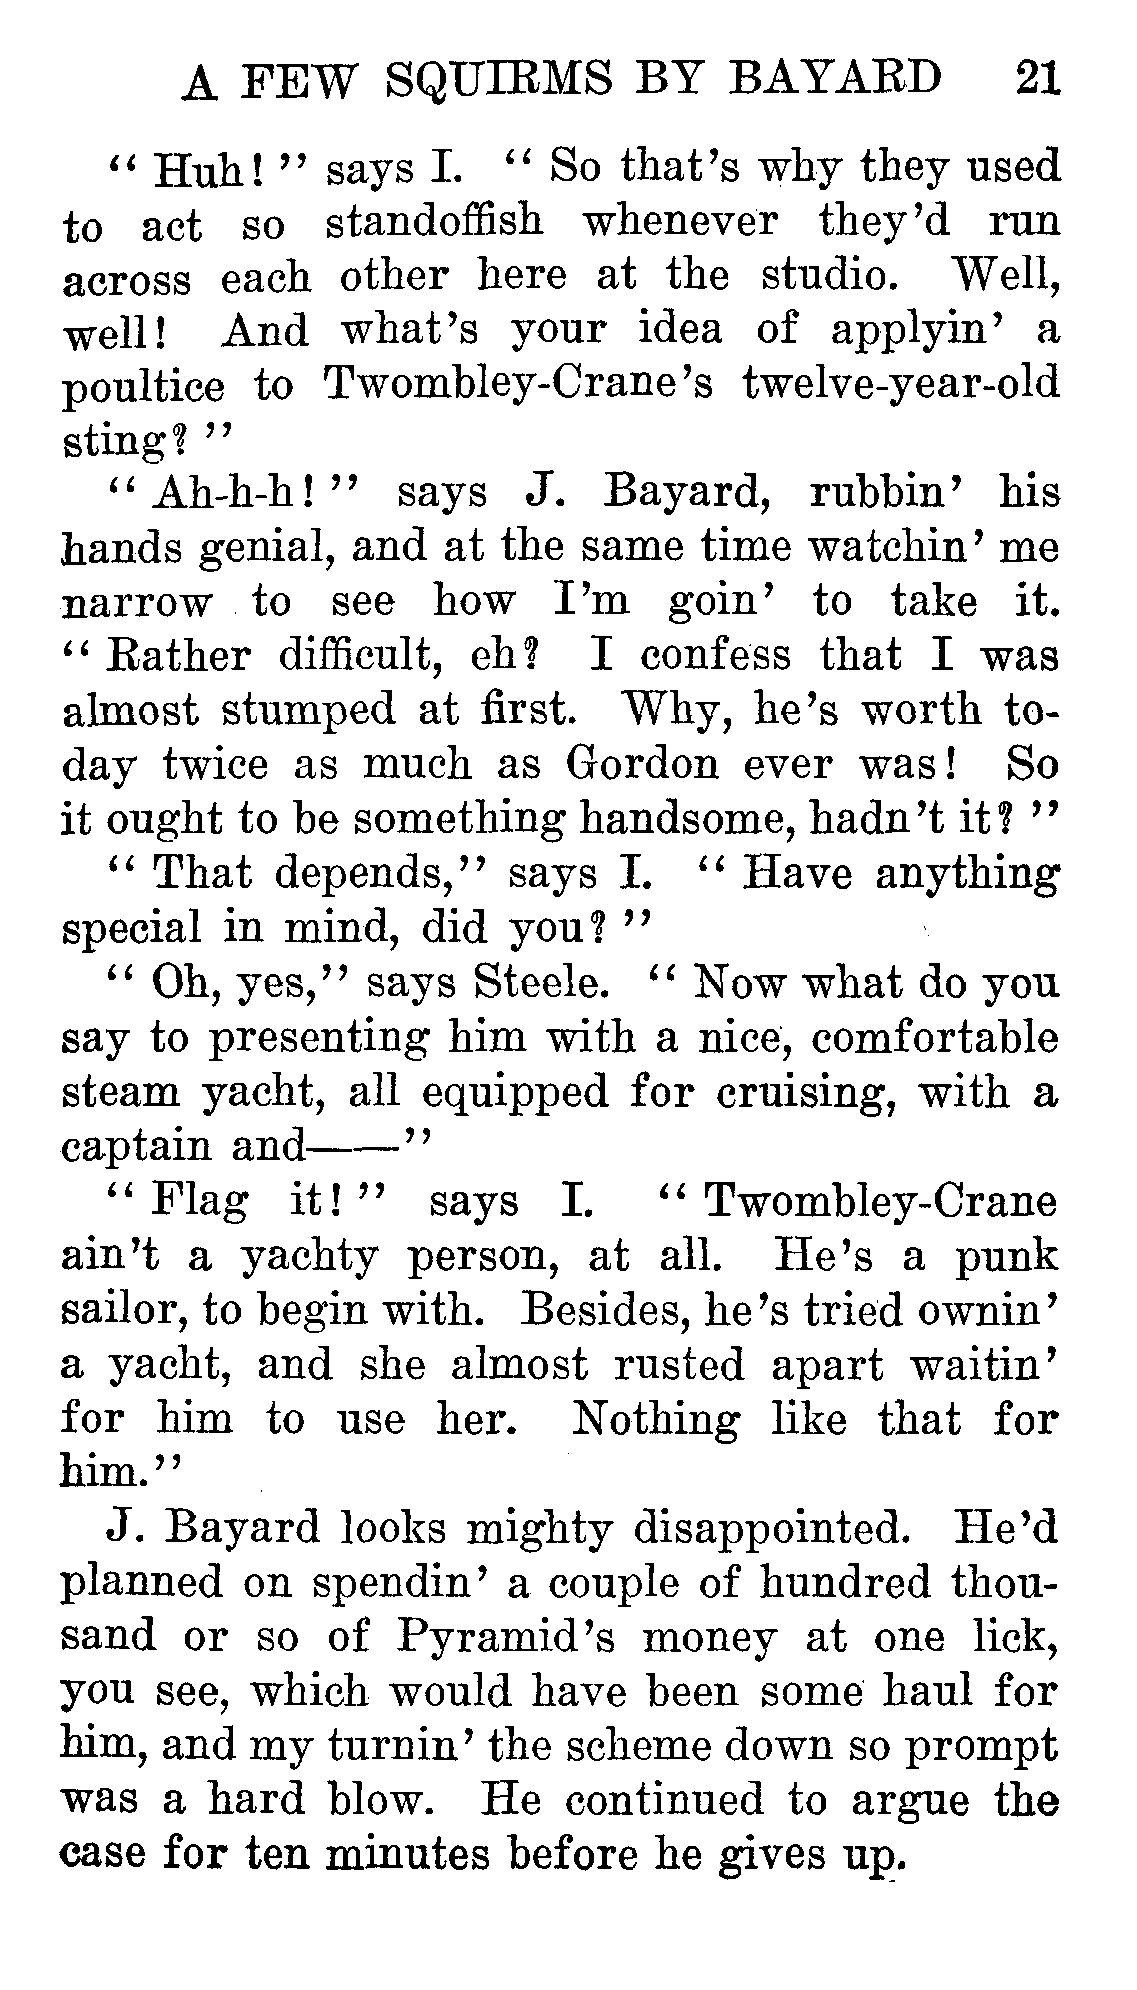 A FEW SQUIRMS BY BAYARD 21
“ Huh! ” says I. “ So that’s why they used
to act so standoffish whenever they’d run
across each other here at the studio. Well,
well! And what’s your idea of applyin’ a
poultice to Twombley-Crane’s twelve-year-old
sting? ”
“ Ah-h-h! ” says J. Bayard, rubbin’ his
hands genial, and at the same time watchin’ me
narrow to see how I’m goin’ to take it.
“ Rather difficult, eh? I confess that I was
almost stumped at first. Why, he’s worth to-
day twice as much as Gordon ever was! So
it ought to be something handsome, hadn’t it? ”
“ That depends,” says I. “ Have anything
special in mind, did you? ”
“ Oh, yes,” says Steele. “ Now what do you
say to presenting him with a nice, comfortable
steam yacht, all equipped for cruising, with a
captain and——”
“ Flag it! ” says I. “ Twombley-Crane
ain’t a yachty person, at all. He’s a punk
sailor, to begin with. Besides, he’s tried ownin’
a yacht, and she almost rusted apart waitin’
for him to use her. Nothing like that for
him.”
J. Bayard looks mighty disappointed. He’d
planned on spendin’ a couple of hundred thou-
sand or so of Pyramid’s money at one lick,
you see, which would have been some haul for
him, and my turnin’ the scheme down so prompt
was a hard blow. He continued to argue the
case for ten minutes before he gives up.